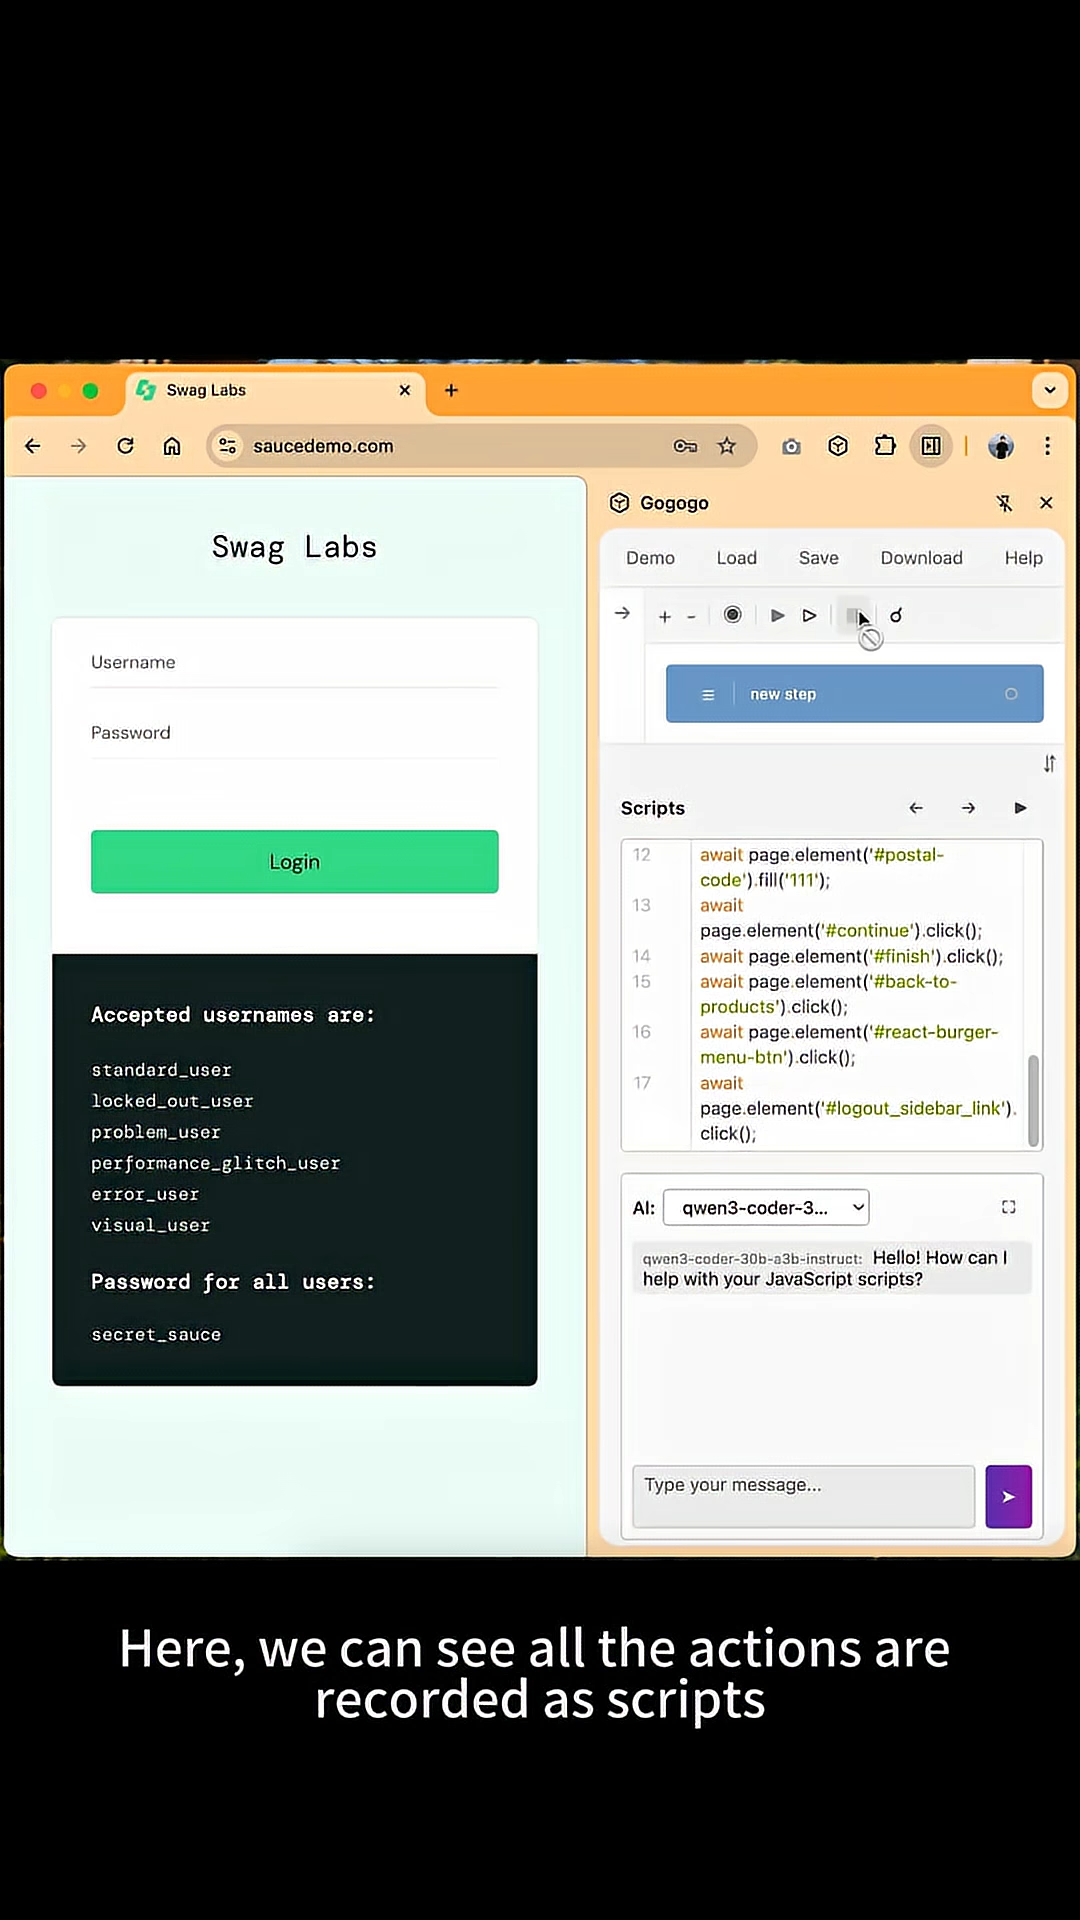 Swag Labs
saucedemo.com
Swag Labs
Username
Password
Login
Accepted usernames are:
standard_user
locked_out_user
problem_user
performance_glitch_user
error_user
visual_user
Password for all users:
secret_sauce
Gogogo
Demo Load Save Download Help
new step
Scripts
12 await page.element('#postal-
code').fill('111');
13 await
page.element('#continue').click();
14 await page.element('#finish').click();
15 await page.element('#back-to-
products').click();
16 await page.element('#react-burger-
menu-btn').click();
17 await
page.element('#logout_sidebar_link').
click();
AI: qwen3-coder-3...
qwen3-coder-30b-a3b-instruct: Hello! How can I
help with your JavaScript scripts?
Type your message...
Here, we can see all the actions are
recorded as scripts